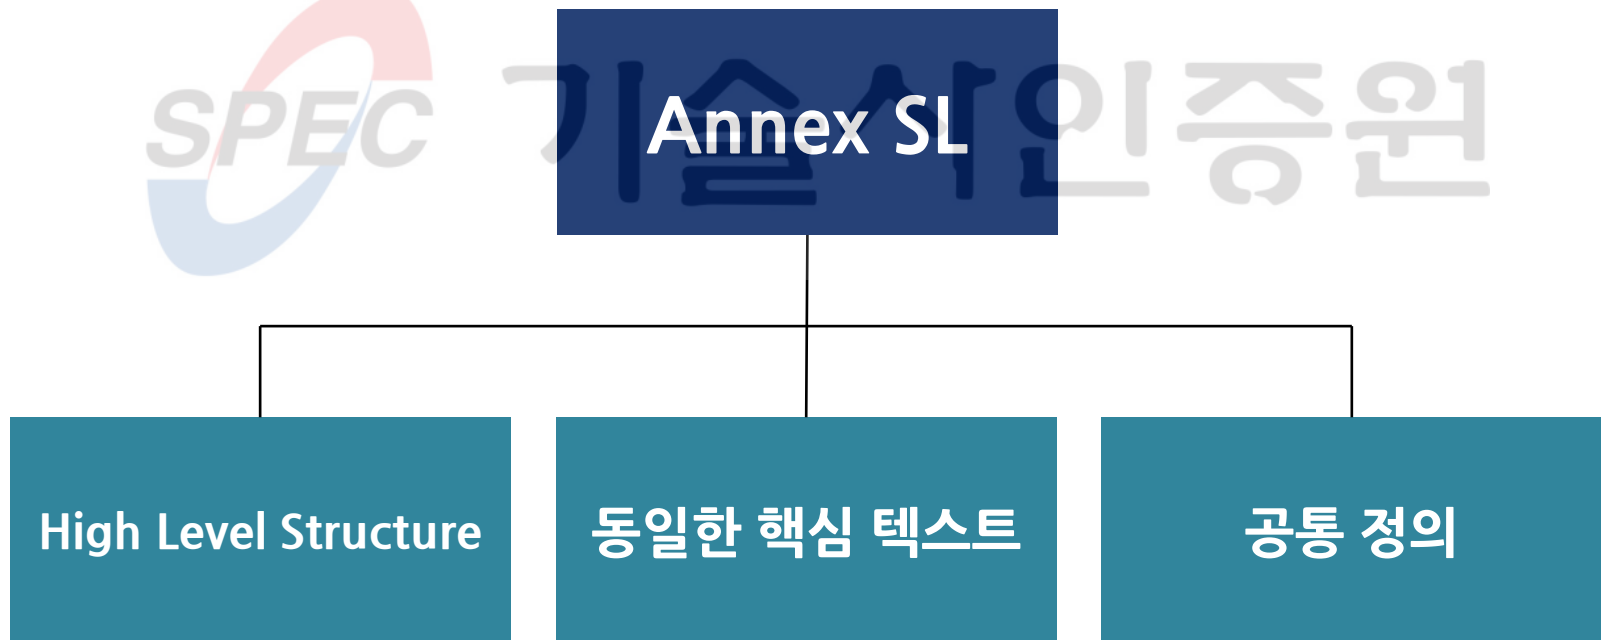 SPEC 기술사인증원
Annex SL
High Level Structure
동일한 핵심 텍스트
공통 정의